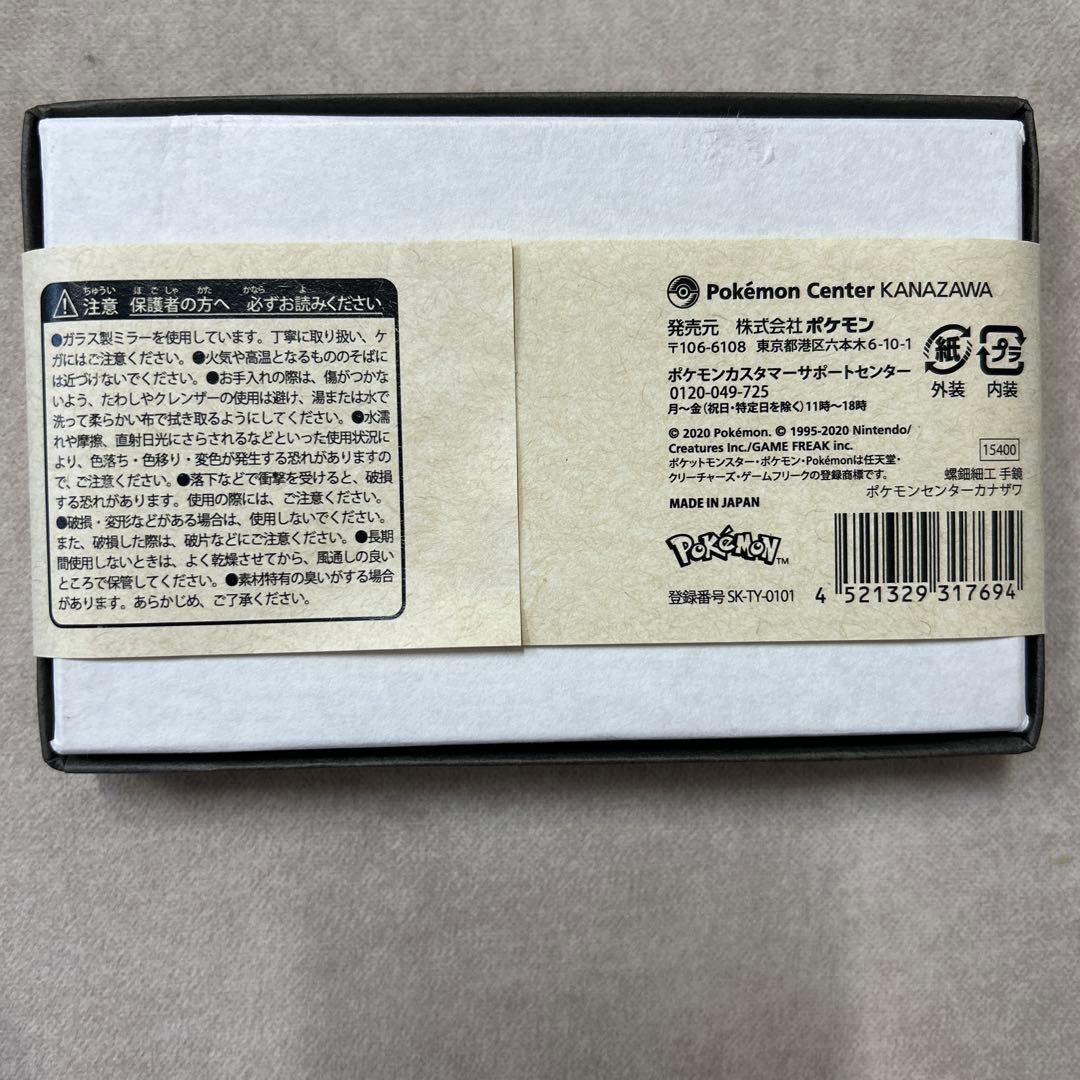 ちゅうい ほごしゃ かた かなら よ
注意 保護者の方へ 必ずお読みください
●ガラス製ミラーを使用しています。丁寧に取り扱い、ケ
ガにはご注意ください。●火気や高温となるもののそばに
は近づけないでください。●お手入れの際は、傷がつかな
いよう、たわしやクレンザーの使用は避け、湯または水で
洗って柔らかい布で拭き取るようにしてください。●水濡
れや摩擦、直射日光にさらされるなどといった使用状況に
より、色落ち・色移り・変色が発生する恐れがありますの
で、ご注意ください。●落下などで衝撃を受けると、破損
する恐れがあります。使用の際には、ご注意ください。
●破損・変形などがある場合は、使用しないでください。
また、破損した際は、破片などにご注意ください。●長期
間使用しないときは、よく乾燥させてから、風通しの良い
ところで保管してください。●素材特有の臭いがする場合
があります。あらかじめ、ご了承ください。
Pokémon Center KANAZAWA
発売元 株式会社ポケモン
〒106-6108 東京都港区六本木6-10-1
ポケモンカスタマーサポートセンター
0120-049-725
月～金(祝日・特定日を除く)11時～18時
紙 プラ
外装 内装
© 2020 Pokémon. © 1995-2020 Nintendo/
Creatures Inc./GAME FREAK inc.
ポケットモンスター・ポケモン・Pokémonは任天堂・
クリーチャーズ・ゲームフリークの登録商標です。
15400
螺鈿細工 手鏡
ポケモンセンターカナザワ
MADE IN JAPAN
POKéMON™
登録番号 SK-TY-0101
4 521329 317694